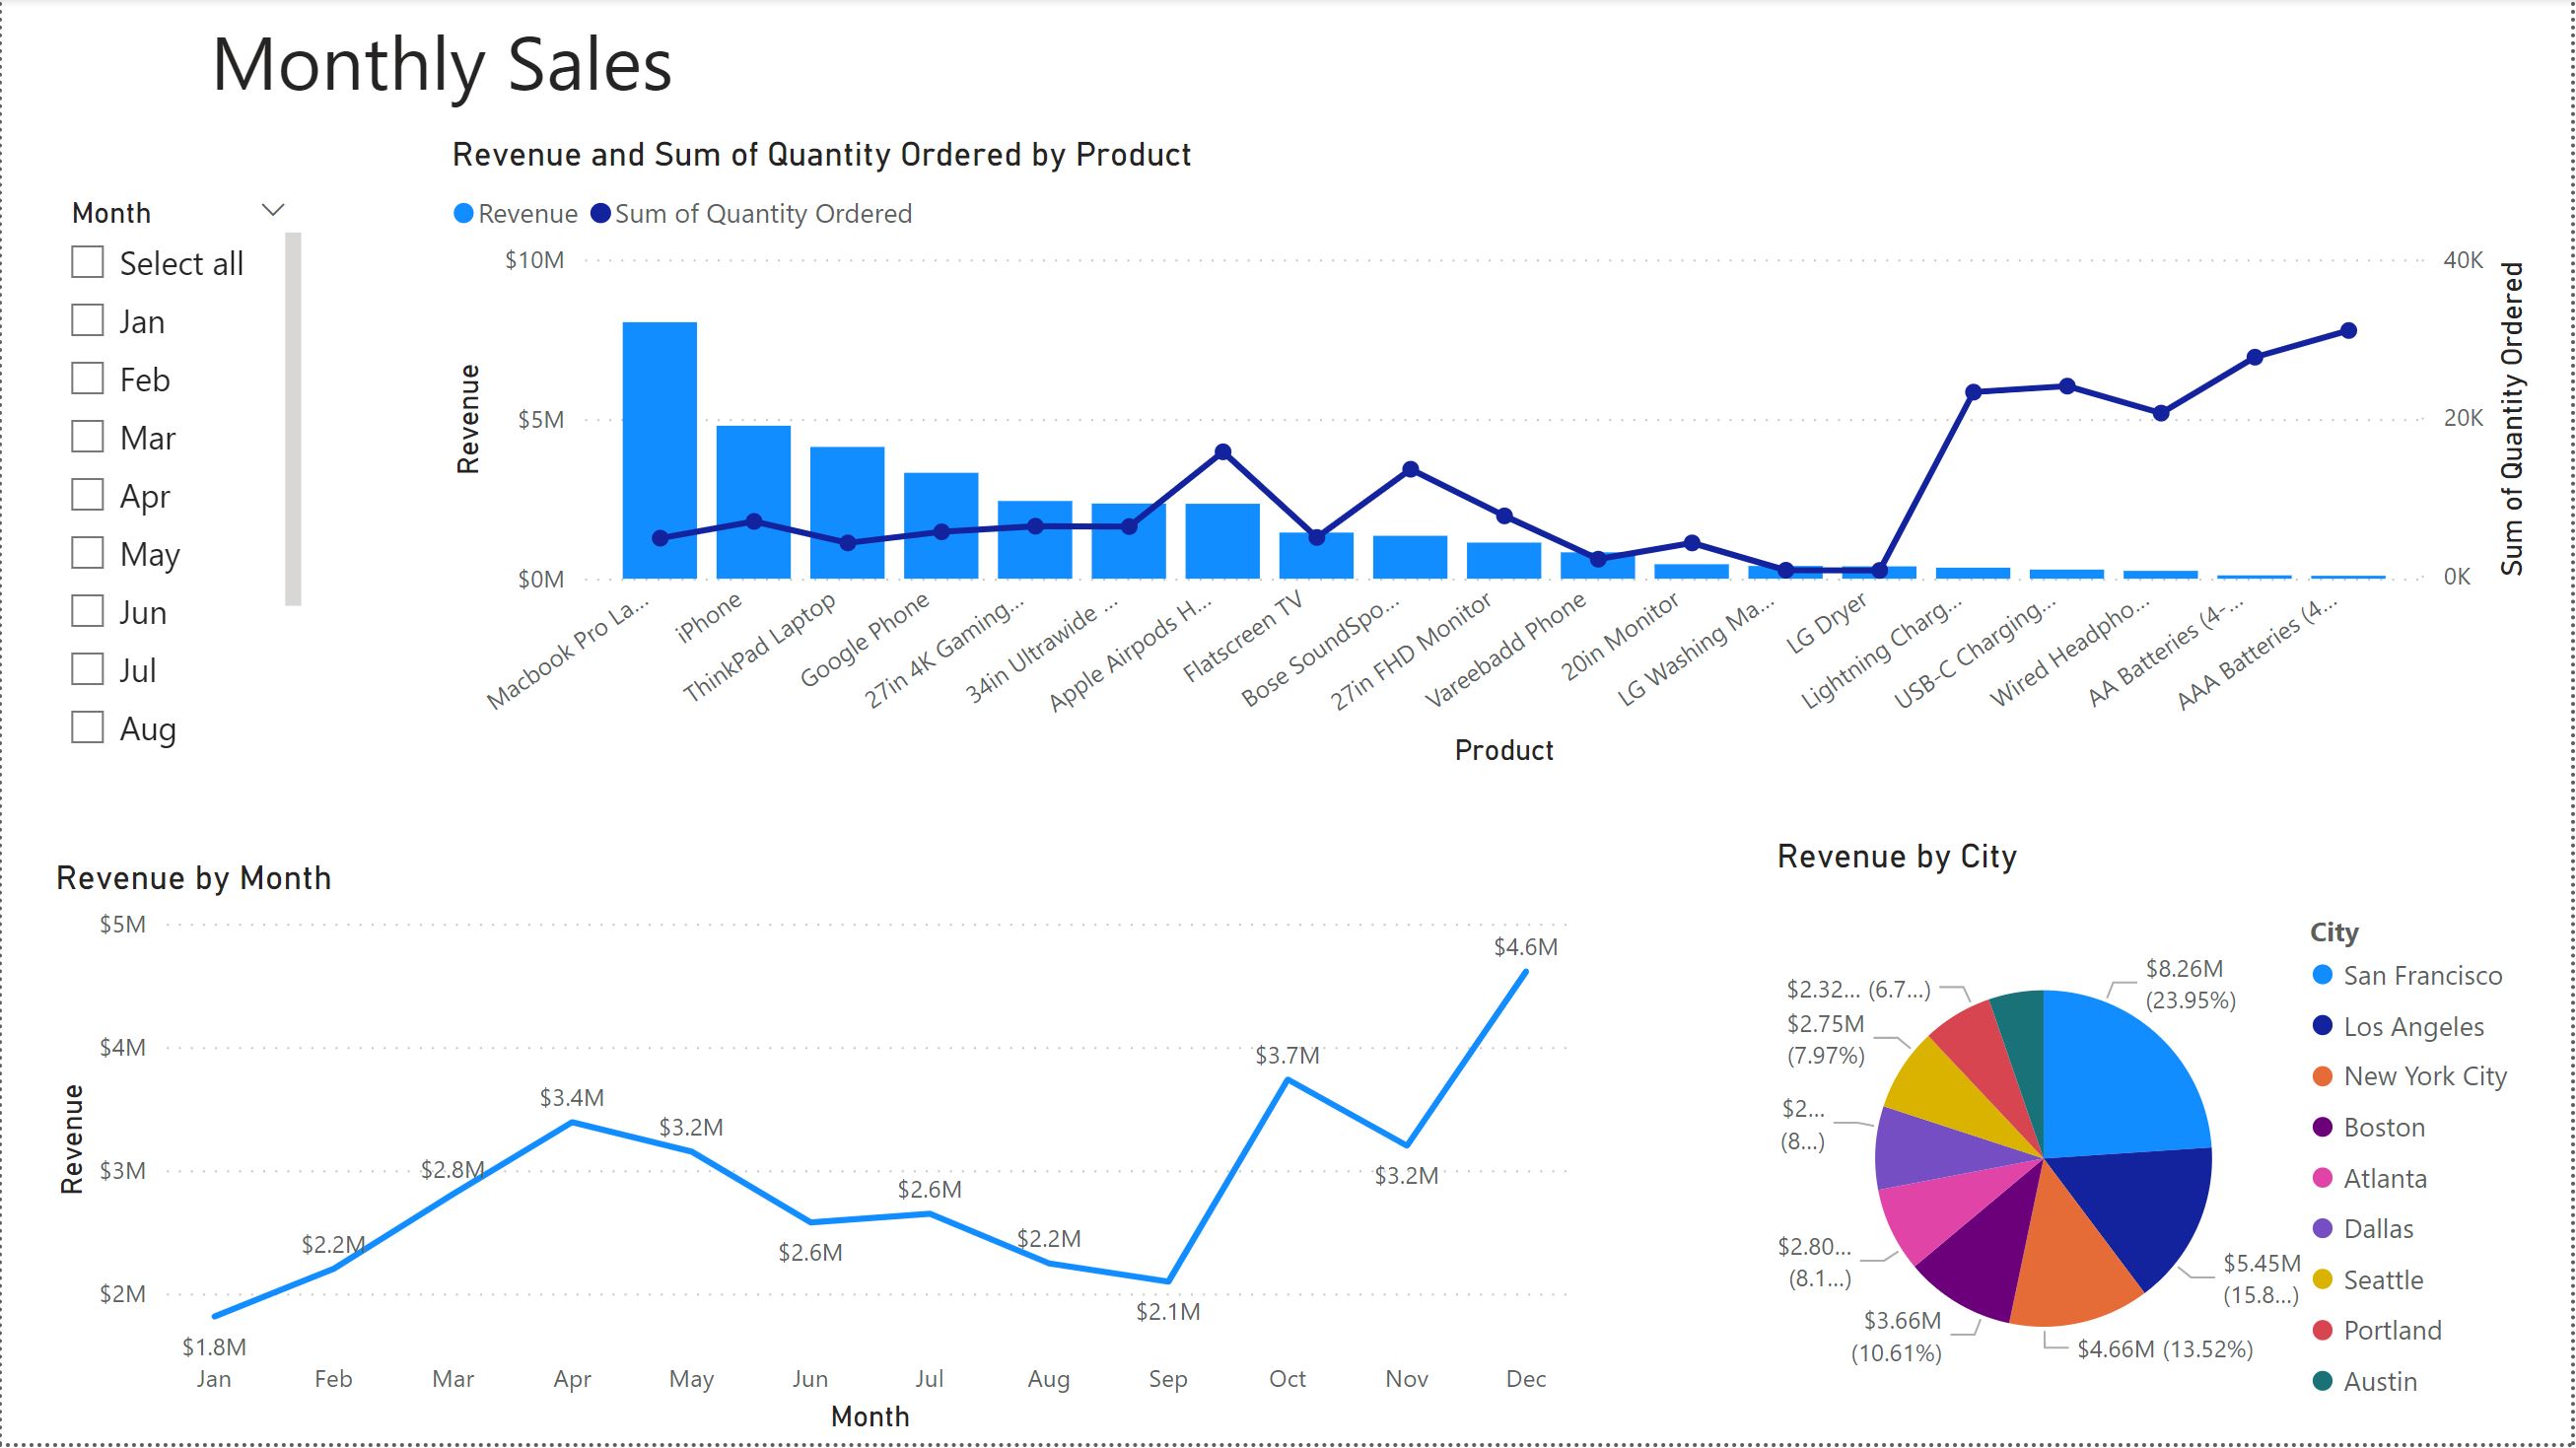 Monthly Sales
Month
Select all
Jan
Feb
Mar
Apr
May
Jun
Jul
Aug
Revenue and Sum of Quantity Ordered by Product
Revenue Sum of Quantity Ordered
Revenue
$10M
$5M
$0M
40K
20K
0K
Sum of Quantity Ordered
Macbook Pro La...
iPhone
ThinkPad Laptop
Google Phone
27in 4K Gaming...
34in Ultrawide ...
Apple Airpods H...
Flatscreen TV
Bose SoundSpo...
27in FHD Monitor
Vareebadd Phone
20in Monitor
LG Washing Ma...
LG Dryer
Lightning Charg...
USB-C Charging...
Wired Headpho...
AA Batteries (4-...
AAA Batteries (4...
Product
Revenue by Month
Revenue
$5M
$4M
$3M
$2M
$1.8M
$2.2M
$2.8M
$3.4M
$3.2M
$2.6M
$2.6M
$2.2M
$2.1M
$3.7M
$3.2M
$4.6M
Jan Feb Mar Apr May Jun Jul Aug Sep Oct Nov Dec
Month
Revenue by City
$8.26M
(23.95%)
$5.45M
(15.8...)
$4.66M (13.52%)
$3.66M
(10.61%)
$2.80...
(8.1...)
$2...
(8...)
$2.75M
(7.97%)
$2.32... (6.7...)
City
San Francisco
Los Angeles
New York City
Boston
Atlanta
Dallas
Seattle
Portland
Austin